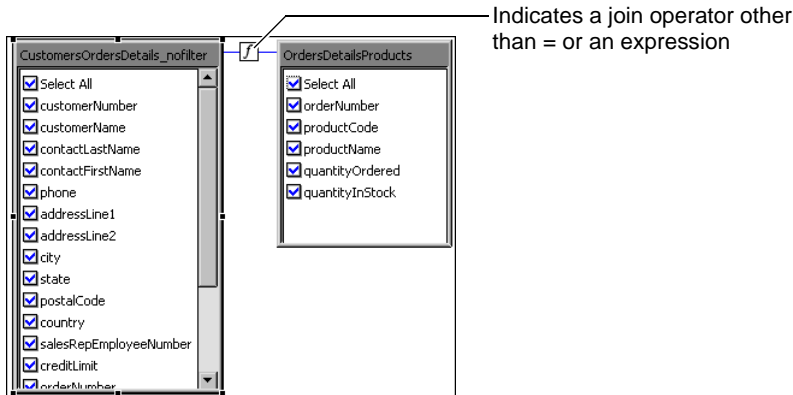 Indicates a join operator other
than = or an expression
CustomersOrdersDetails_nofilter
f
OrdersDetailsProducts
Select All
customerNumber
customerName
contactLastName
contactFirstName
phone
addressLine1
addressLine2
city
state
postalCode
country
salesRepEmployeeNumber
creditLimit
orderNumber
Select All
orderNumber
productCode
productName
quantityOrdered
quantityInStock